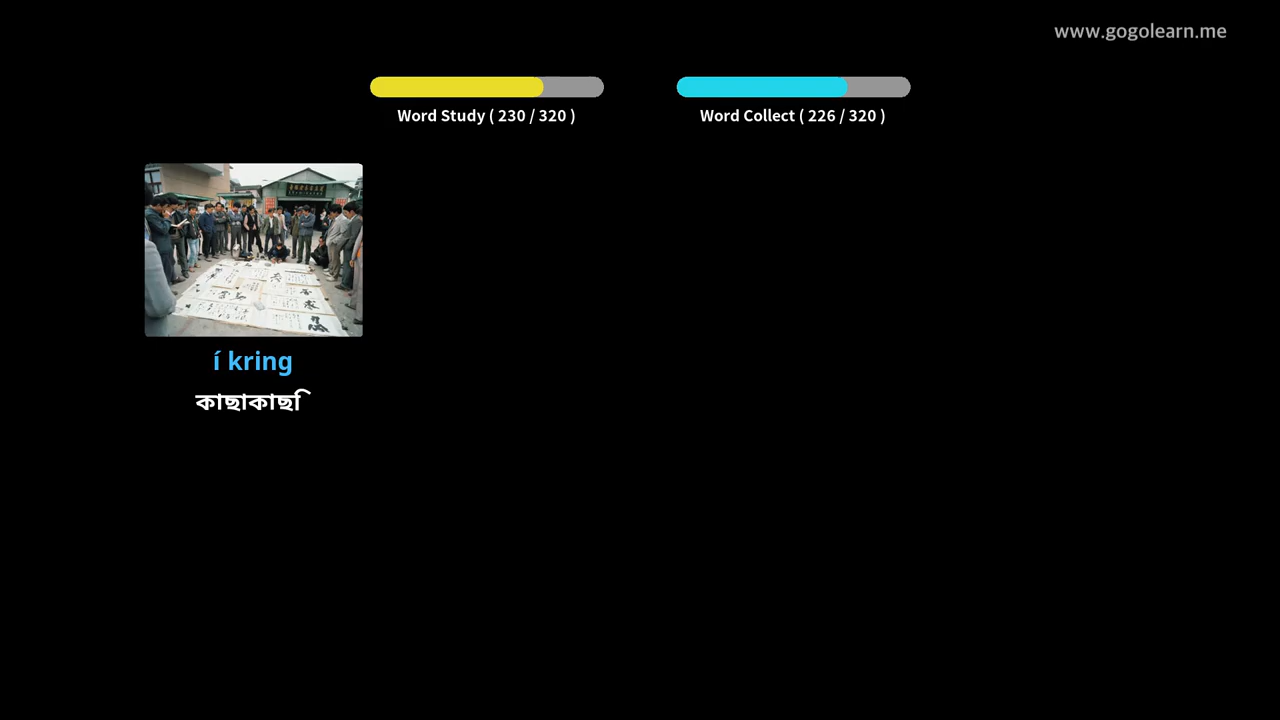 www.gogolearn.me
Word Study ( 230 / 320 )
Word Collect ( 226 / 320 )
í kring
কাছাকাছি